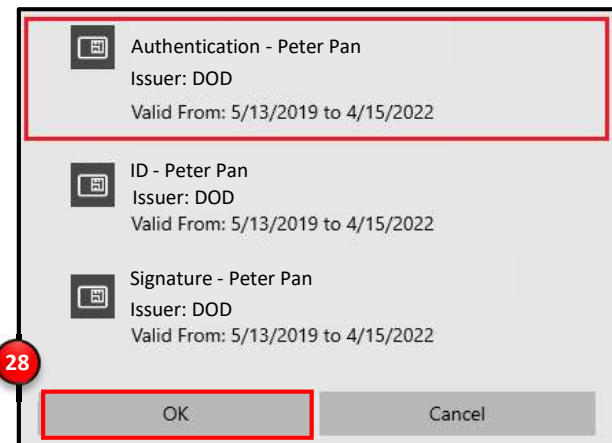 Authentication - Peter Pan
Issuer: DOD
Valid From: 5/13/2019 to 4/15/2022
ID - Peter Pan
Issuer: DOD
Valid From: 5/13/2019 to 4/15/2022
Signature - Peter Pan
Issuer: DOD
Valid From: 5/13/2019 to 4/15/2022
28
OK Cancel